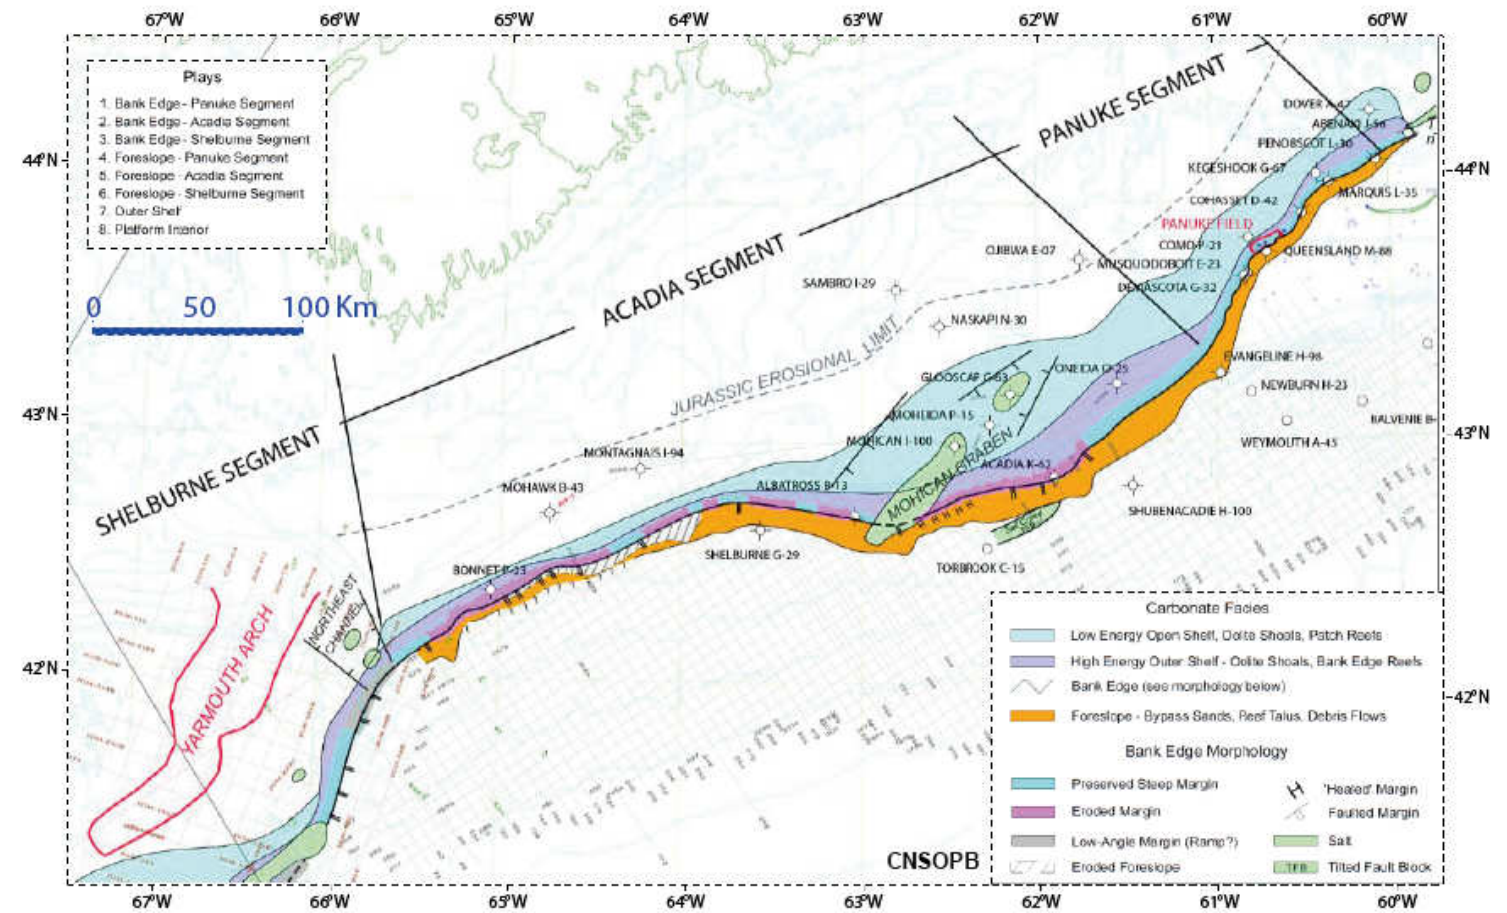 67°W 66°W 65°W 64°W 63°W 62°W 61°W 60°W
Plays
1. Bank Edge - Panuke Segment
2. Bank Edge - Acadia Segment
3. Bank Edge - Shelburne Segment
4. Foreslope - Panuke Segment
5. Foreslope - Acadia Segment
6. Foreslope - Shelburne Segment
7. Outer Shelf
8. Platform Interior
PANUKE SEGMENT
ACADIA SEGMENT
SHELBURNE SEGMENT
0 50 100 Km
44°N
44°N
43°N
43°N
42°N
42°N
DOVER A-42
ABENAKI J-56
PENOBSCOT L-30
KEGESHOOK G-67
MARQUIS L-35
COHASSET D-42
PANUKE FIELD
COMO P-21
QUEENSLAND M-88
MUSQUODOBOIT E-23
DEMASCOTA G-32
OJIBWA E-07
SAMBRO I-29
NASKAPI N-30
JURASSIC EROSIONAL LIMIT
EVANGELINE H-98
NEWBURN H-23
BALVENIE B-
WEYMOUTH A-45
GLOOSCAP C-63
ONEIDA O-25
MOHEIDA P-15
MOHICAN I-100
MOHICAN GRABEN
ACADIA K-62
MONTAGNAIS I-94
MOHAWK B-43
ALBATROSS B-13
SHUBENACADIE H-100
SHELBURNE G-29
TORBROOK C-15
BONNET P-23
NORTHEAST
CHANNEL
YARMOUTH ARCH
CNSOPB
Carbonate Facies
Low Energy Open Shelf, Oolite Shoals, Patch Reefs
High Energy Outer Shelf - Oolite Shoals, Bank Edge Reefs
Bank Edge (see morphology below)
Foreslope - Bypass Sands, Reef Talus, Debris Flows
Bank Edge Morphology
Preserved Steep Margin
'Healed' Margin
Eroded Margin
Faulted Margin
Low-Angle Margin (Ramp?)
Salt
Eroded Foreslope
TFB Tilted Fault Block
67°W 66°W 65°W 64°W 63°W 62°W 61°W 60°W